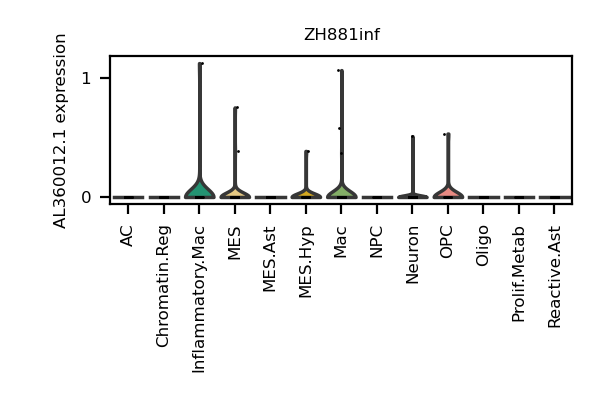 ZH881inf
AL360012.1 expression
1
0
AC
Chromatin.Reg
Inflammatory.Mac
MES
MES.Ast
MES.Hyp
Mac
NPC
Neuron
OPC
Oligo
Prolif.Metab
Reactive.Ast